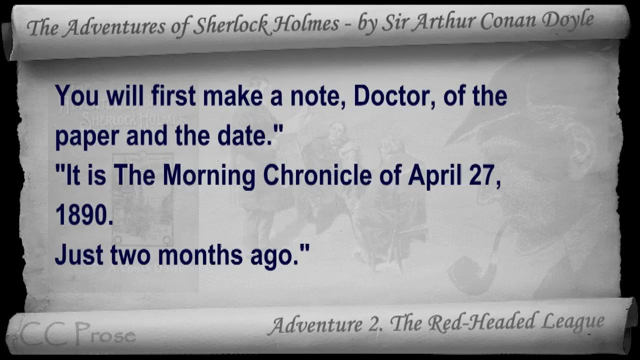 The Adventures of Sherlock Holmes - by Sir Arthur Conan Doyle
You will first make a note, Doctor, of the
paper and the date."
"It is The Morning Chronicle of April 27,
1890.
Just two months ago."
CC Prose
Adventure 2. The Red-Headed League